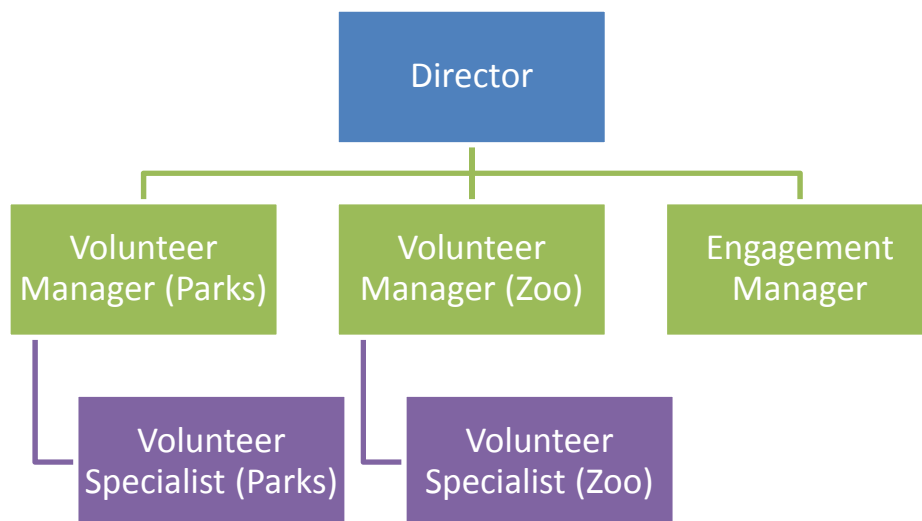 Director
Volunteer
Manager (Parks)
Volunteer
Manager (Zoo)
Engagement
Manager
Volunteer
Specialist (Parks)
Volunteer
Specialist (Zoo)